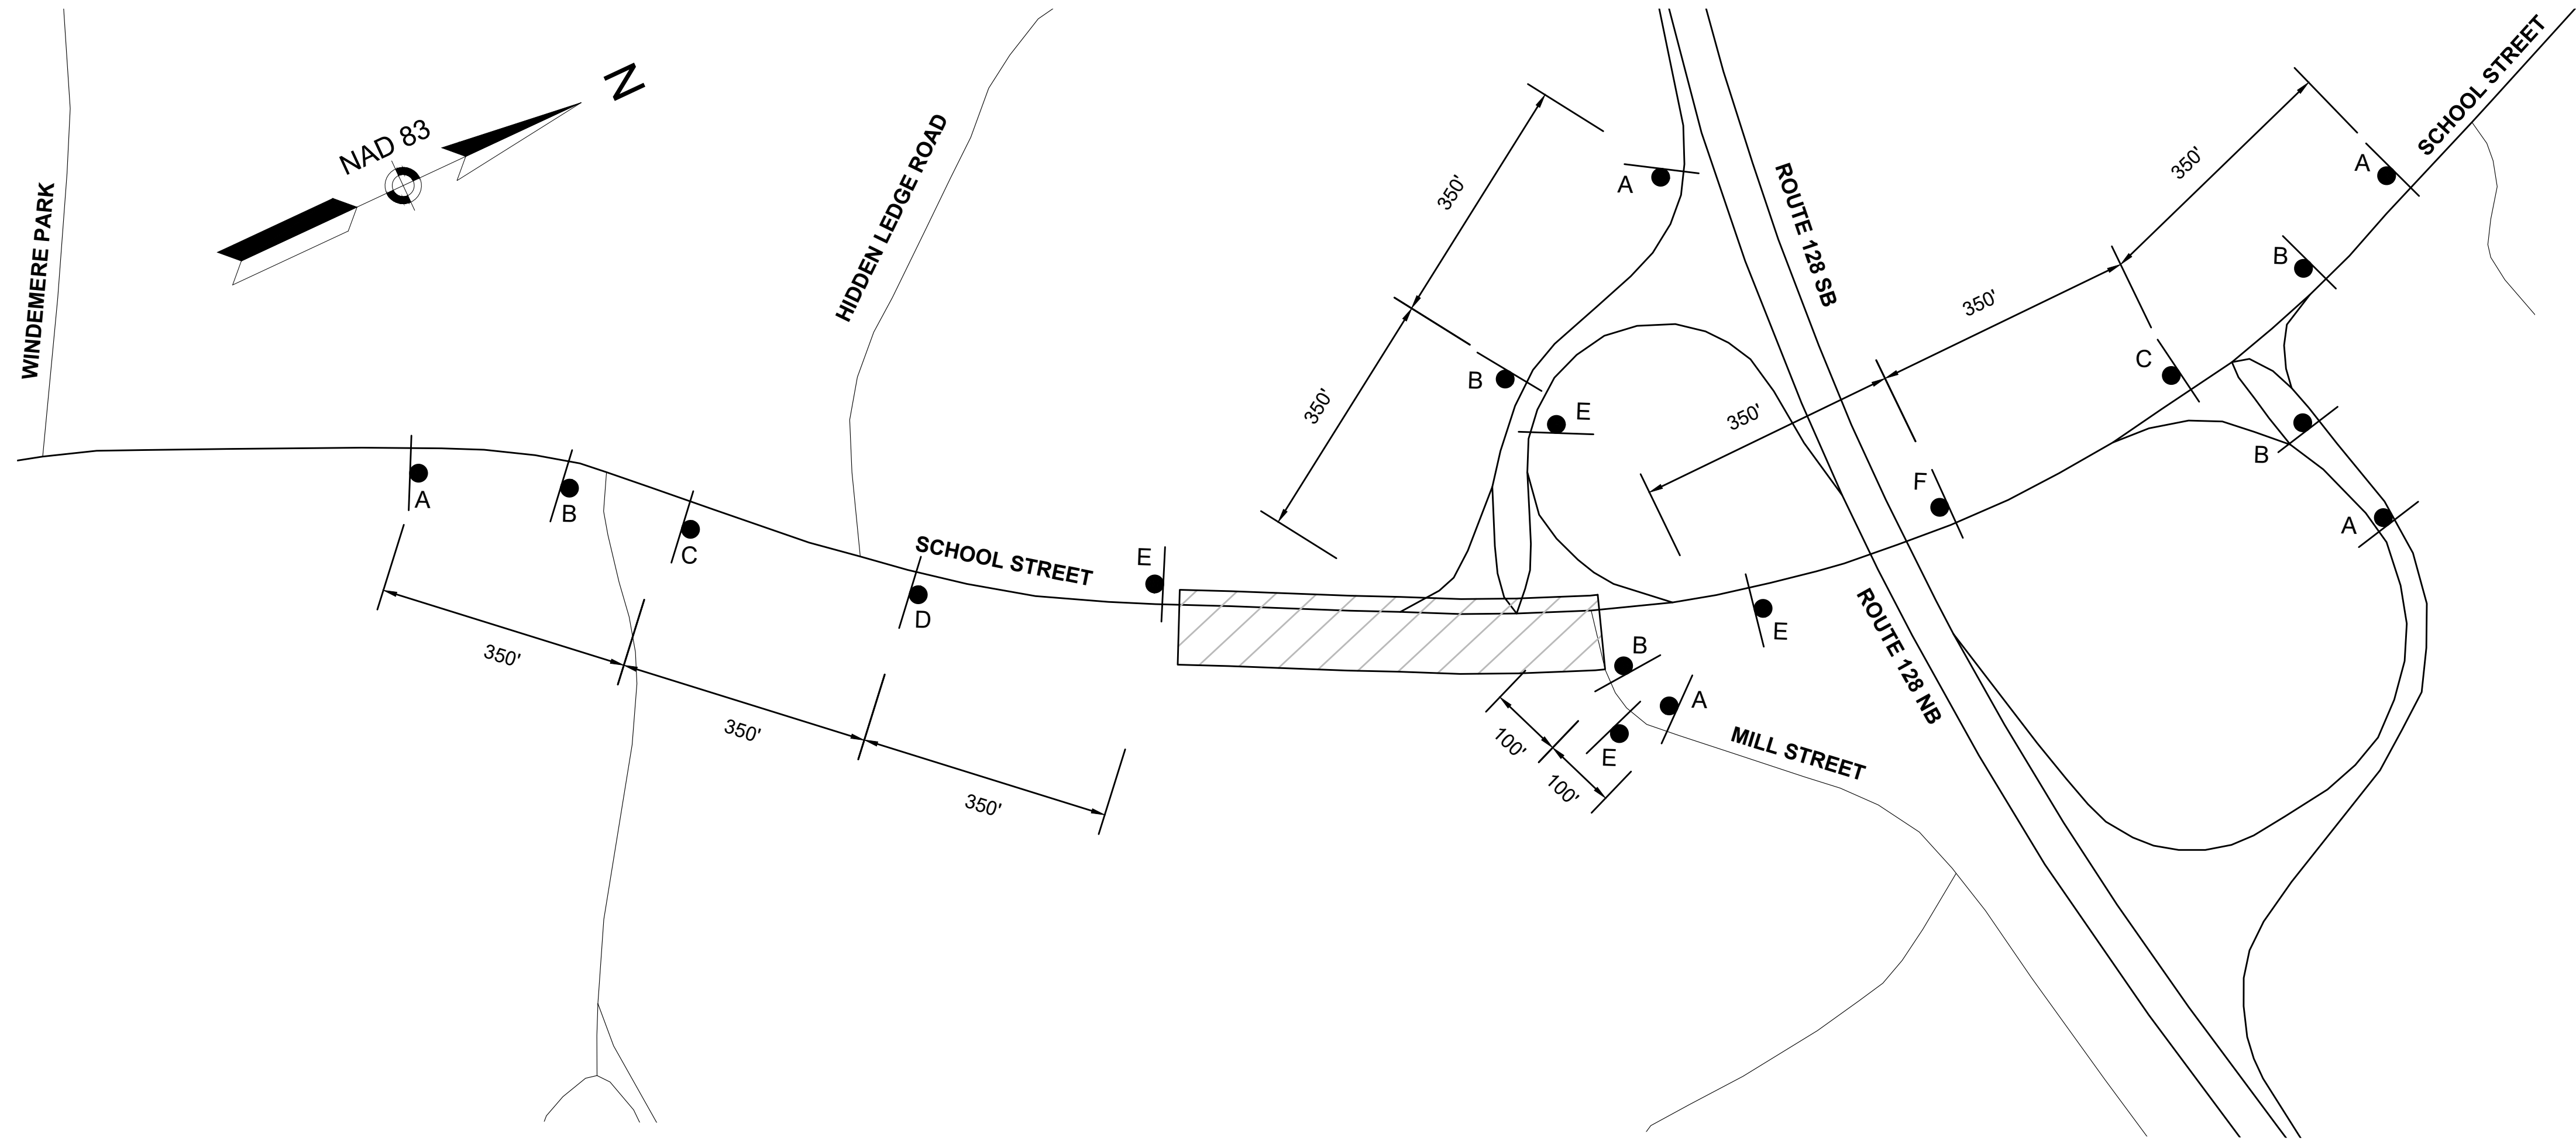 WINDEMERE PARK
NAD 83
N
HIDDEN LEDGE ROAD
SCHOOL STREET
ROUTE 128 SB
ROUTE 128 NB
MILL STREET
SCHOOL STREET
A
B
C
D
E
350'
350'
350'
350'
350'
A
B
E
350'
350'
350'
A
B
C
F
E
B
A
B
A
E
100'
100'